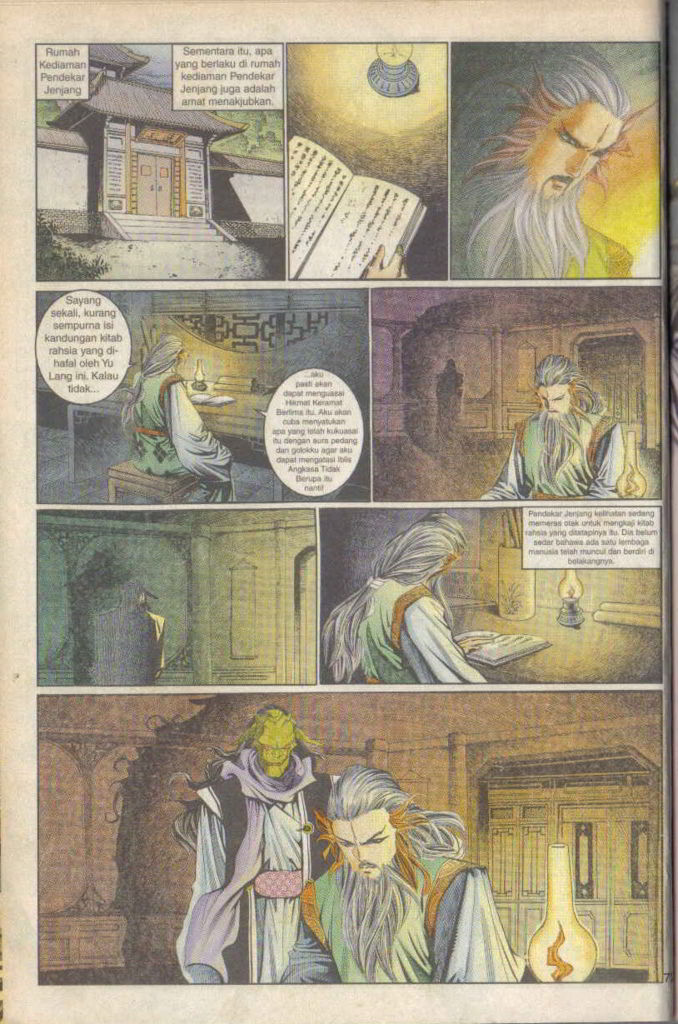 Rumah
Kediaman
Pendekar
Jenjang
Sementara itu, apa
yang berlaku di rumah
kediaman Pendekar
Jenjang juga adalah
amat menakjubkan.
Sayang
sekali, kurang
sempurna isi
kandungan kitab
rahsia yang di-
hafal oleh Yu
Lang ini. Kalau
tidak...
...aku
pasti akan
dapat menguasai
Hikmat Keramat
Berlima itu. Aku akan
cuba menyatukan
apa yang telah kukuasai
itu dengan aura pedang
dan golokku agar aku
dapat mengatasi Iblis
Angkasa Tidak
Berupa itu
nanti!
Pendekar Jenjang kelihatan sedang
memeras otak untuk mengkaji kitab
rahsia yang ditatapinya itu. Dia belum
sedar bahawa ada satu lembaga
manusia telah muncul dan berdiri di
belakangnya.